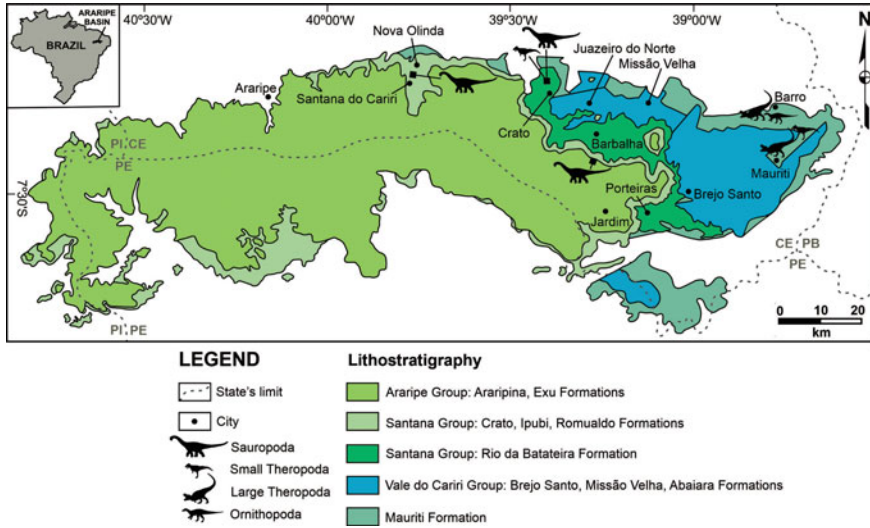 ARARIPE
BASIN
BRAZIL
40°30'W
40°00'W
39°30'W
39°00'W
N
Nova Olinda
Juazeiro do Norte
Missão Velha
Araripe
Santana do Cariri
Barro
Crato
Barbalha
PI CE
PE
Mauriti
7°30'S
Porteiras
Brejo Santo
Jardim
CE PB
PE
PI PE
0 10 20
km
LEGEND
State's limit
City
Sauropoda
Small Theropoda
Large Theropoda
Ornithopoda
Lithostratigraphy
Araripe Group: Araripina, Exu Formations
Santana Group: Crato, Ipubi, Romualdo Formations
Santana Group: Rio da Batateira Formation
Vale do Cariri Group: Brejo Santo, Missão Velha, Abaiara Formations
Mauriti Formation